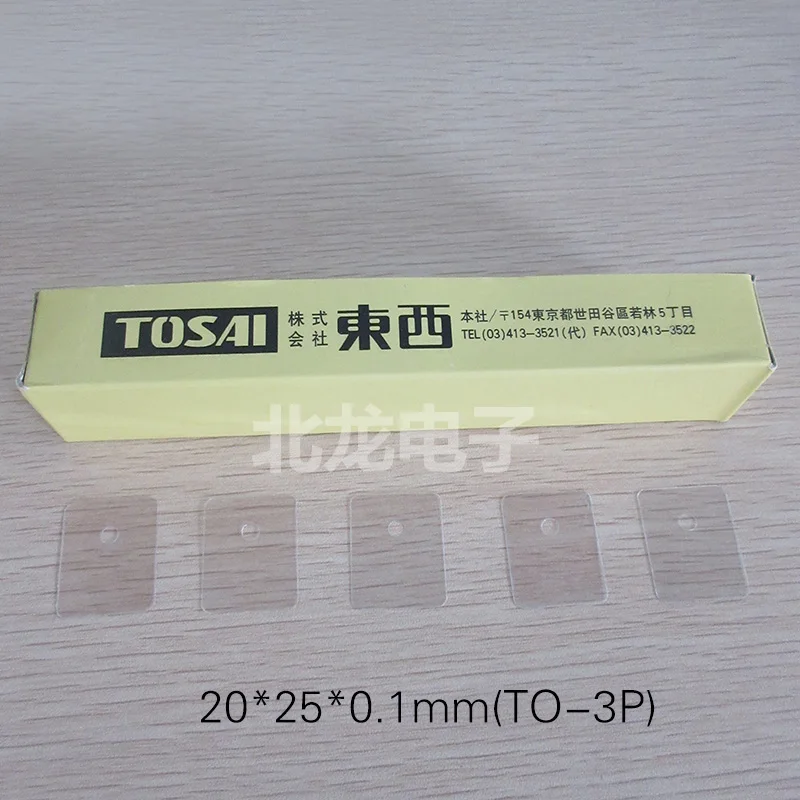 TOSAI 株式会社 東西 本社/〒154東京都世田谷區若林5丁目
TEL(03)413-3521(代) FAX(03)413-3522
北龙电子
20*25*0.1mm(TO-3P)